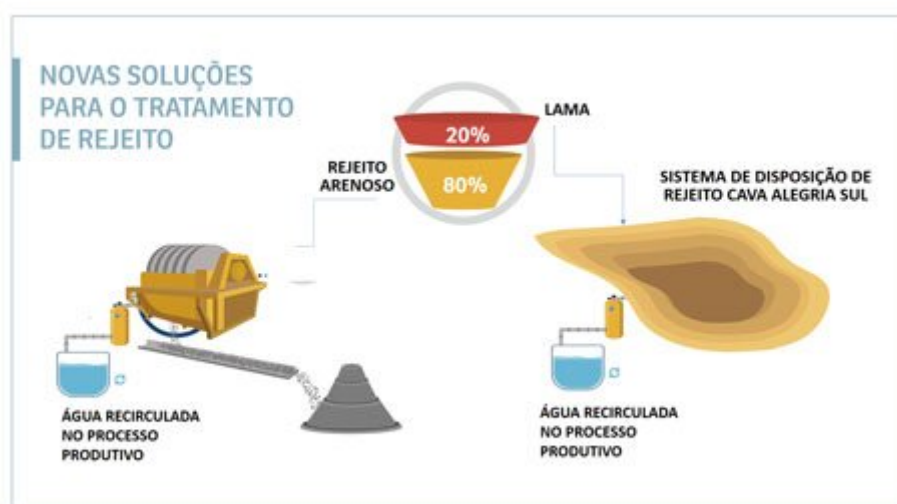 NOVAS SOLUÇÕES
PARA O TRATAMENTO
DE REJEITO
LAMA
20%
80%
REJEITO
ARENOSO
SISTEMA DE DISPOSIÇÃO DE
REJEITO CAVA ALEGRIA SUL
ÁGUA RECIRCULADA
NO PROCESSO
PRODUTIVO
ÁGUA RECIRCULADA
NO PROCESSO
PRODUTIVO